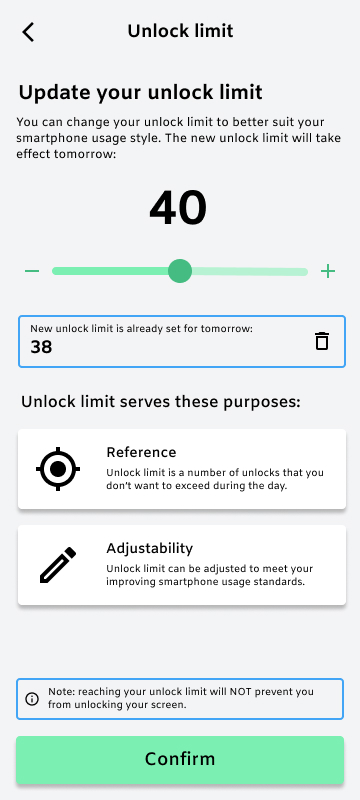 Unlock limit
Update your unlock limit
You can change your unlock limit to better suit your
smartphone usage style. The new unlock limit will take
effect tomorrow:
40
New unlock limit is already set for tomorrow:
38
Unlock limit serves these purposes:
Reference
Unlock limit is a number of unlocks that you
don't want to exceed during the day.
Adjustability
Unlock limit can be adjusted to meet your
improving smartphone usage standards.
Note: reaching your unlock limit will NOT prevent you
from unlocking your screen.
Confirm